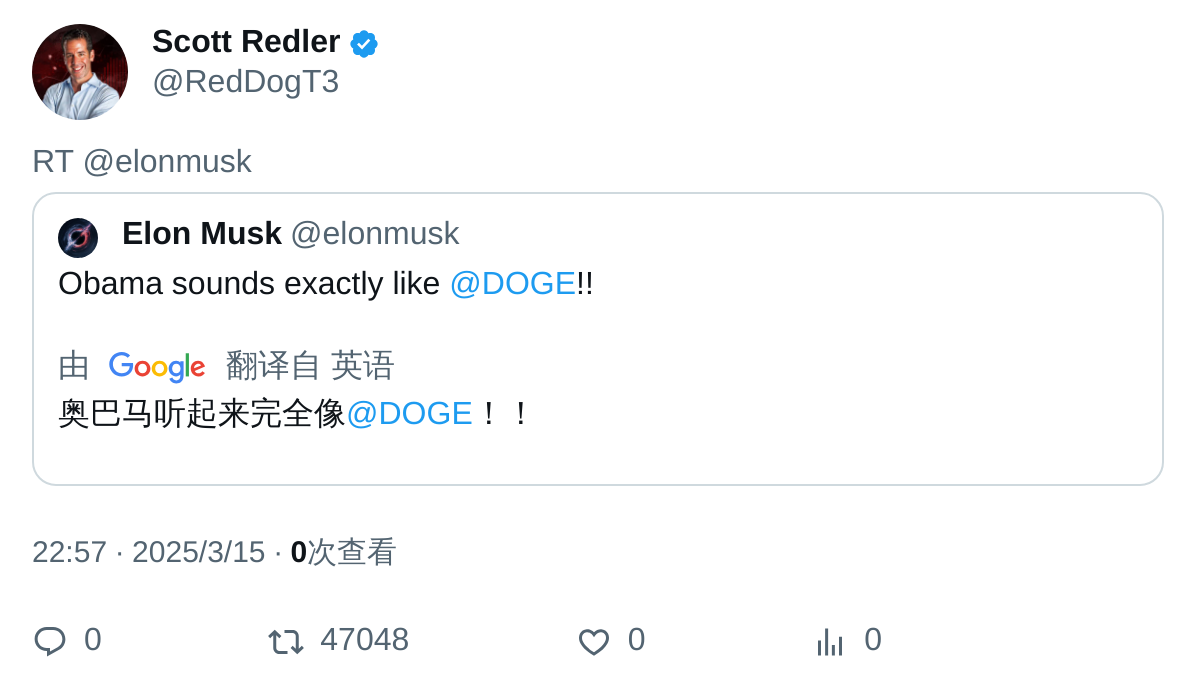 Scott Redler
@RedDogT3
RT @elonmusk
Elon Musk @elonmusk
Obama sounds exactly like @DOGE!!
由 Google 翻译自 英语
奥巴马听起来完全像@DOGE！！
22:57 · 2025/3/15 · 0次查看
0 47048 0 0